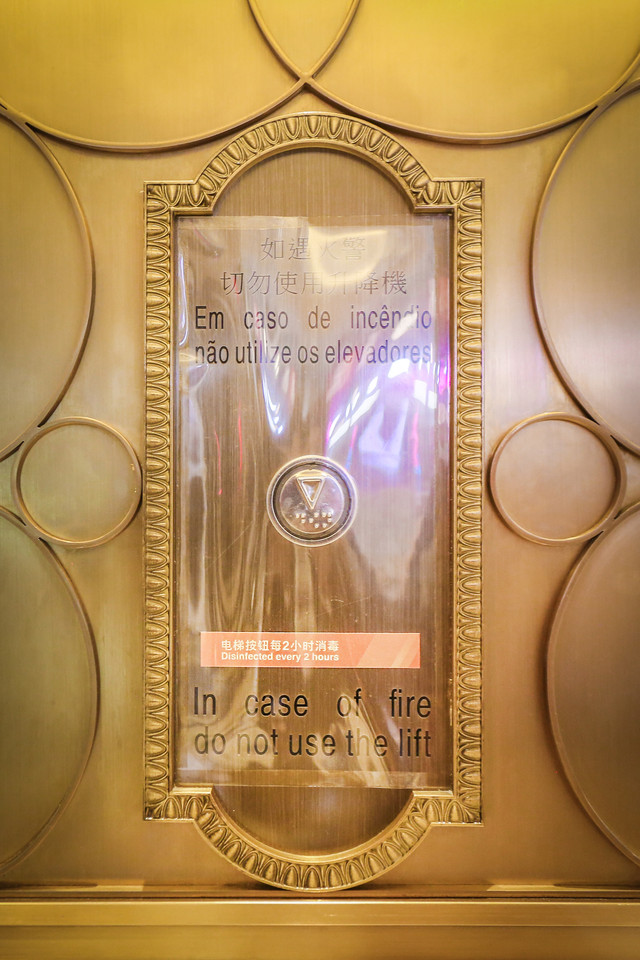 如遇火警
切勿使用升降機
Em caso de incêndio
não utilize os elevadores
电梯按钮每2小时消毒
Disinfected every 2 hours
In case of fire
do not use the lift